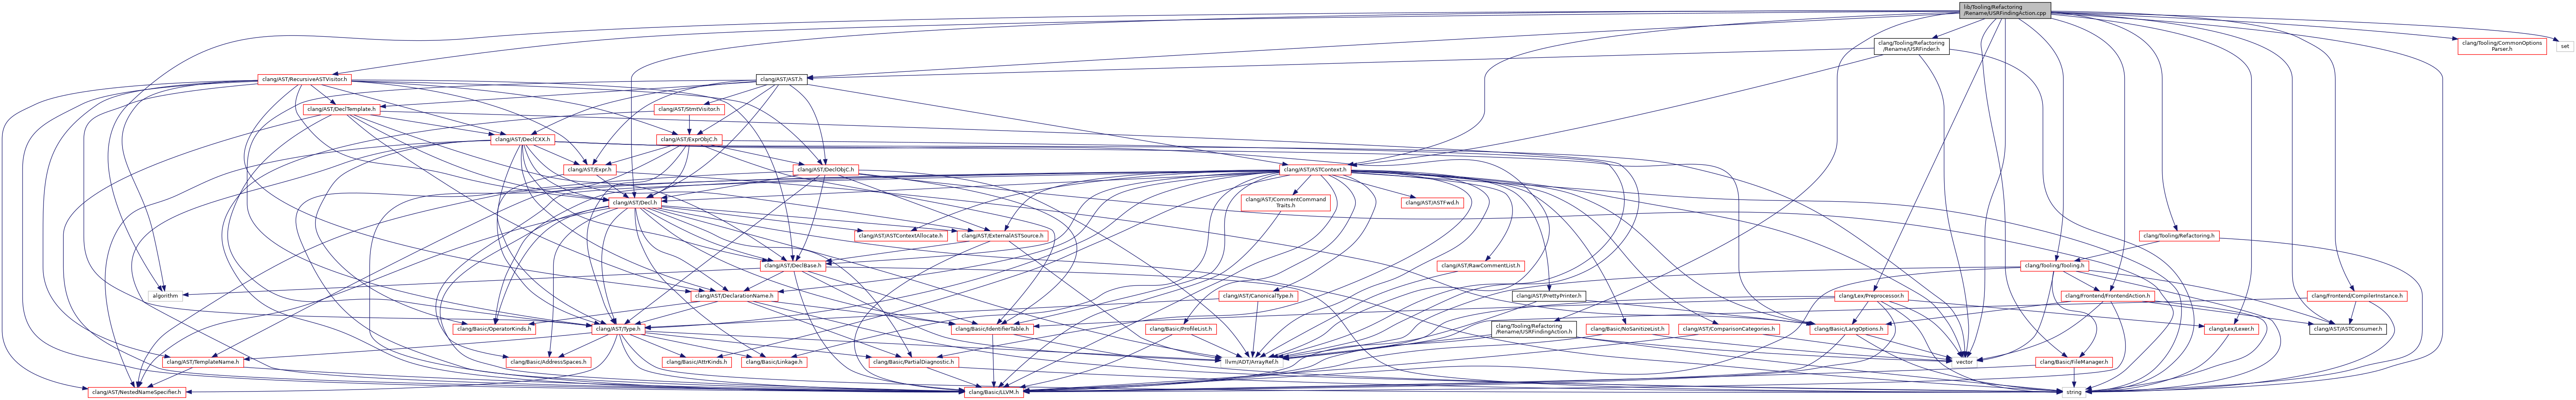 lib/Tooling/Refactoring
/Rename/USRFindingAction.cpp
clang/Tooling/Refactoring
/Rename/USRFinder.h
clang/Tooling/CommonOptions
Parser.h
set
clang/AST/RecursiveASTVisitor.h
clang/AST/AST.h
clang/AST/DeclTemplate.h
clang/AST/StmtVisitor.h
clang/AST/DeclCXX.h
clang/AST/ExprObjC.h
clang/AST/Expr.h
clang/AST/DeclObjC.h
clang/AST/ASTContext.h
clang/AST/Decl.h
clang/AST/CommentCommand
Traits.h
clang/AST/ASTFwd.h
clang/AST/ASTContextAllocate.h
clang/AST/ExternalASTSource.h
clang/Tooling/Refactoring.h
clang/AST/DeclBase.h
clang/AST/RawCommentList.h
clang/Tooling/Tooling.h
algorithm
clang/AST/DeclarationName.h
clang/AST/CanonicalType.h
clang/AST/PrettyPrinter.h
clang/Lex/Preprocessor.h
clang/Frontend/FrontendAction.h
clang/Frontend/CompilerInstance.h
clang/Basic/OperatorKinds.h
clang/AST/Type.h
clang/Basic/IdentifierTable.h
clang/Basic/ProfileList.h
clang/Tooling/Refactoring
/Rename/USRFindingAction.h
clang/Basic/NoSanitizeList.h
clang/AST/ComparisonCategories.h
clang/Basic/LangOptions.h
clang/Lex/Lexer.h
clang/AST/ASTConsumer.h
clang/AST/TemplateName.h
clang/Basic/AddressSpaces.h
clang/Basic/AttrKinds.h
clang/Basic/Linkage.h
clang/Basic/PartialDiagnostic.h
llvm/ADT/ArrayRef.h
vector
clang/Basic/FileManager.h
clang/AST/NestedNameSpecifier.h
clang/Basic/LLVM.h
string